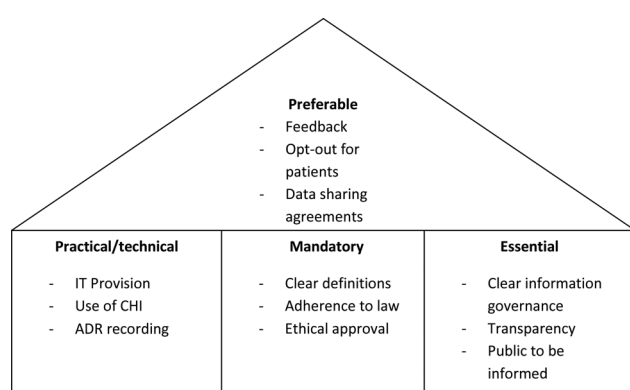 Preferable
- Feedback
- Opt-out for
patients
- Data sharing
agreements
Practical/technical
- IT Provision
- Use of CHI
- ADR recording
Mandatory
- Clear definitions
- Adherence to law
- Ethical approval
Essential
- Clear information
governance
- Transparency
- Public to be
informed